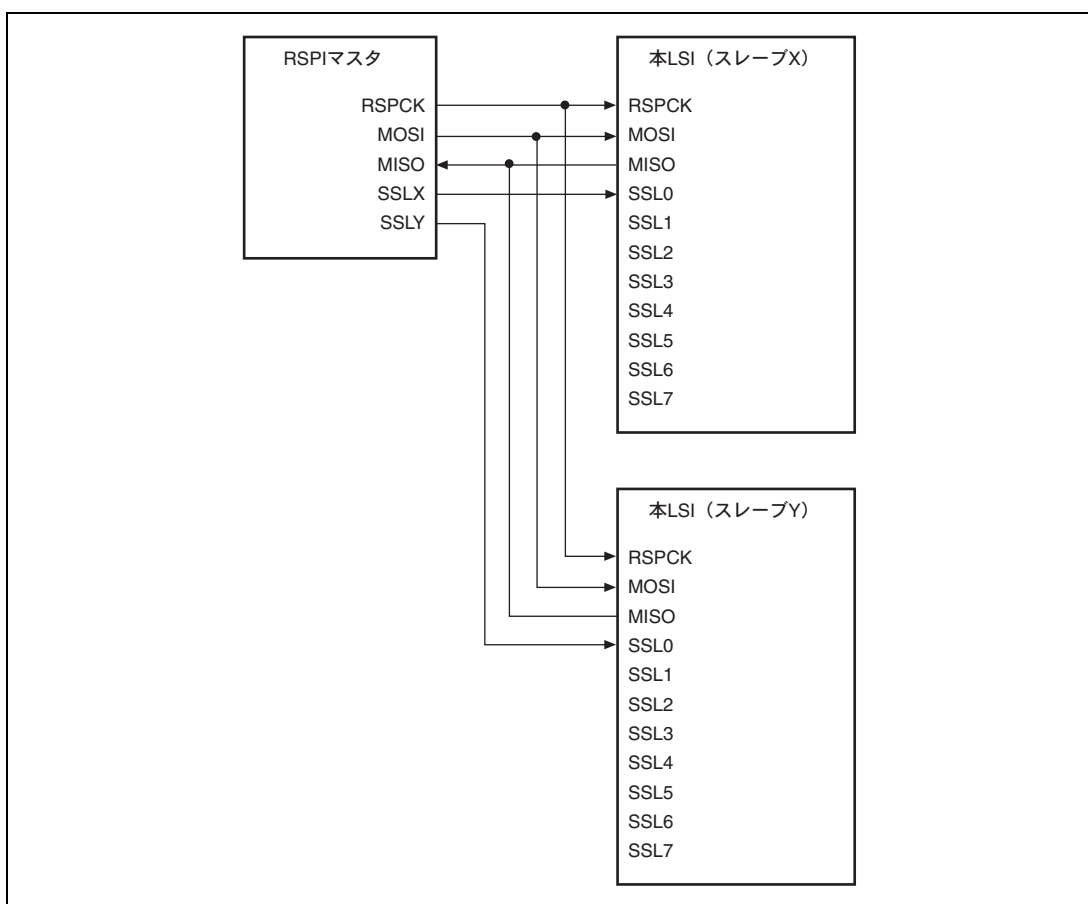 RSPIマスタ
RSPCK
MOSI
MISO
SSLX
SSLY
本LSI（スレーブX）
RSPCK
MOSI
MISO
SSL0
SSL1
SSL2
SSL3
SSL4
SSL5
SSL6
SSL7
本LSI（スレーブY）
RSPCK
MOSI
MISO
SSL0
SSL1
SSL2
SSL3
SSL4
SSL5
SSL6
SSL7